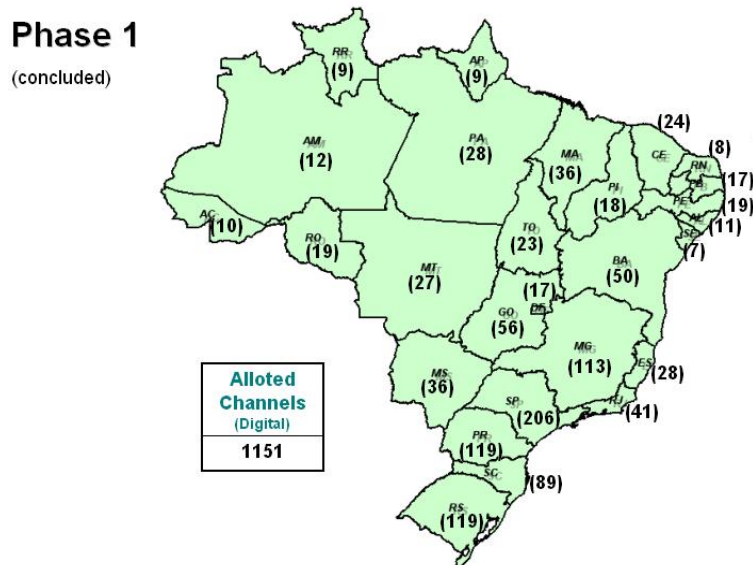 Phase 1
(concluded)
RR
(9)
AP
(9)
AM
(12)
PA
(28)
MA
(36)
CE
(24)
RN
(8)
PB
(17)
PE
(19)
AL
(11)
SE
(7)
PI
(18)
AC
(10)
RO
(19)
TO
(23)
BA
(50)
MT
(27)
(17)
DF
GO
(56)
MG
(113)
ES
(28)
MS
(36)
SP
(206)
RJ
(41)
PR
(119)
SC
(89)
RS
(119)
Alloted
Channels
(Digital)
1151